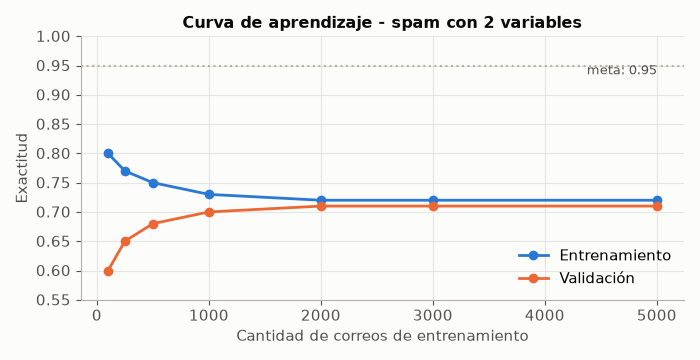 Curva de aprendizaje - spam con 2 variables
1.00
0.95
0.90
0.85
0.80
0.75
0.70
0.65
0.60
0.55
Exactitud
meta: 0.95
Entrenamiento
Validación
0
1000
2000
3000
4000
5000
Cantidad de correos de entrenamiento